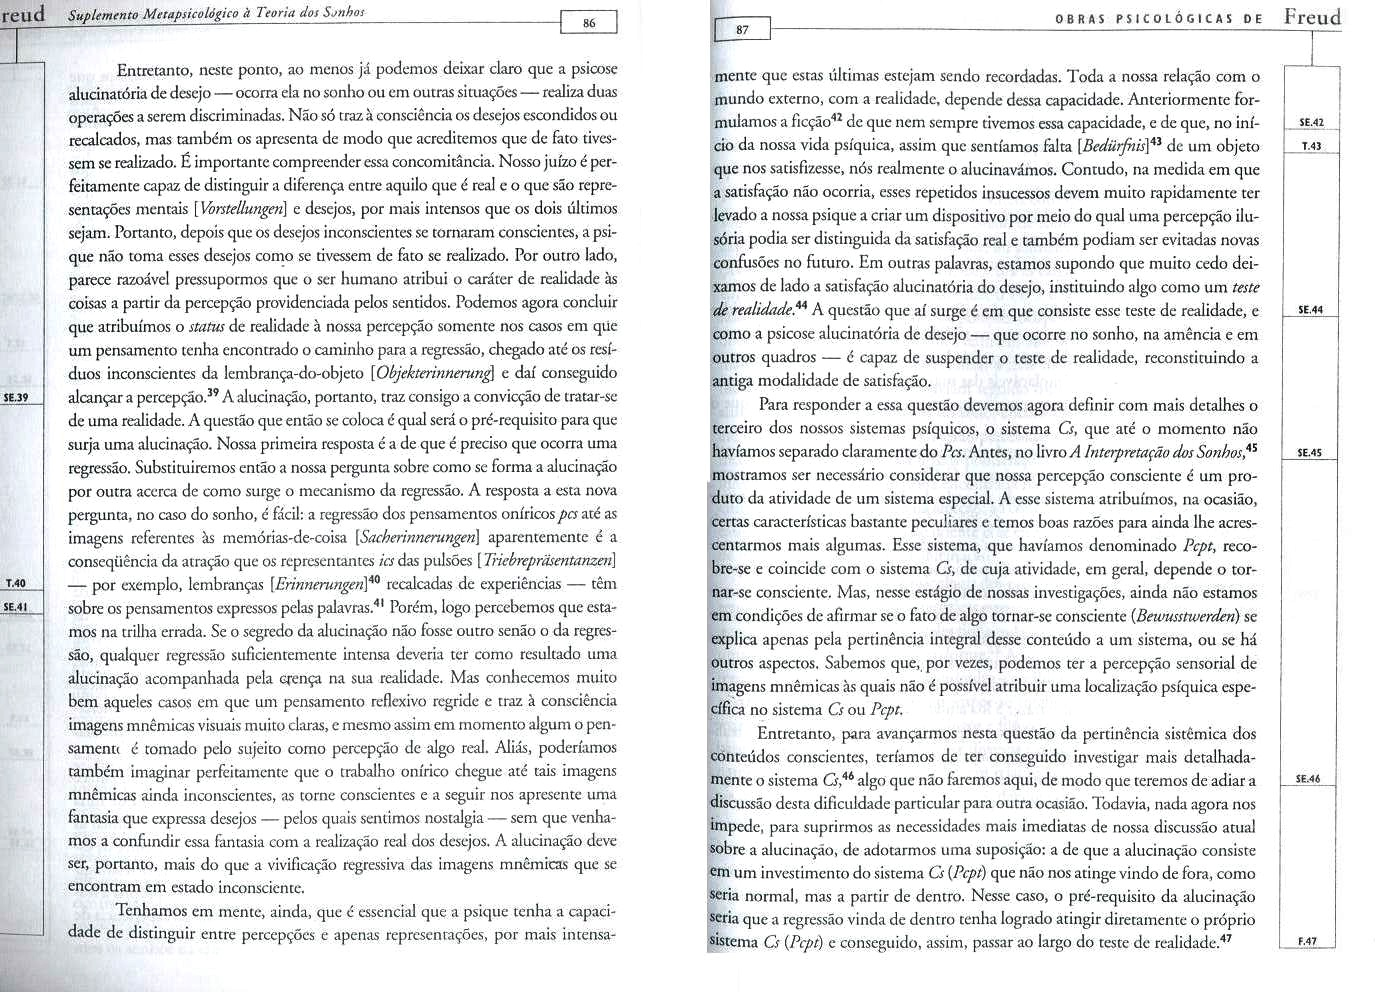 reud Suplemento Metapsicológico à Teoria dos Sonhos 86
Entretanto, neste ponto, ao menos já podemos deixar claro que a psicose
alucinatória de desejo — ocorra ela no sonho ou em outras situações — realiza duas
operações a serem discriminadas. Não só traz à consciência os desejos escondidos ou
recalcados, mas também os apresenta de modo que acreditemos que de fato tives-
sem se realizado. É importante compreender essa concomitância. Nosso juízo é per-
feitamente capaz de distinguir a diferença entre aquilo que é real e o que são repre-
sentações mentais [Vorstellungen] e desejos, por mais intensos que os dois últimos
sejam. Portanto, depois que os desejos inconscientes se tornaram conscientes, a psi-
que não toma esses desejos como se tivessem de fato se realizado. Por outro lado,
parece razoável pressupormos que o ser humano atribui o caráter de realidade às
coisas a partir da percepção providenciada pelos sentidos. Podemos agora concluir
que atribuímos o status de realidade à nossa percepção somente nos casos em que
um pensamento tenha encontrado o caminho para a regressão, chegado até os resí-
duos inconscientes da lembrança-do-objeto [Objekterinnerung] e daí conseguido
alcançar a percepção.39 A alucinação, portanto, traz consigo a convicção de tratar-se
SE.39
de uma realidade. A questão que então se coloca é qual será o pré-requisito para que
surja uma alucinação. Nossa primeira resposta é a de que é preciso que ocorra uma
regressão. Substituiremos então a nossa pergunta sobre como se forma a alucinação
por outra acerca de como surge o mecanismo da regressão. A resposta a esta nova
pergunta, no caso do sonho, é fácil: a regressão dos pensamentos oníricos pcs até as
imagens referentes às memórias-de-coisa [Sacherinnerungen] aparentemente é a
conseqüência da atração que os representantes ics das pulsões [Triebrepräsentanzen]
— por exemplo, lembranças [Erinnerungen]40 recalcadas de experiências — têm
T.40
sobre os pensamentos expressos pelas palavras.41 Porém, logo percebemos que esta-
SE.41
mos na trilha errada. Se o segredo da alucinação não fosse outro senão o da regres-
são, qualquer regressão suficientemente intensa deveria ter como resultado uma
alucinação acompanhada pela crença na sua realidade. Mas conhecemos muito
bem aqueles casos em que um pensamento reflexivo regride e traz à consciência
imagens mnêmicas visuais muito claras, e mesmo assim em momento algum o pen-
sament é tomado pelo sujeito como percepção de algo real. Aliás, poderíamos
também imaginar perfeitamente que o trabalho onírico chegue até tais imagens
mnêmicas ainda inconscientes, as torne conscientes e a seguir nos apresente uma
fantasia que expressa desejos — pelos quais sentimos nostalgia — sem que venha-
mos a confundir essa fantasia com a realização real dos desejos. A alucinação deve
ser, portanto, mais do que a vivificação regressiva das imagens mnêmicas que se
encontram em estado inconsciente.
Tenhamos em mente, ainda, que é essencial que a psique tenha a capaci-
dade de distinguir entre percepções e apenas representações, por mais intensa-
87 OBRAS PSICOLÓGICAS DE Freud
mente que estas últimas estejam sendo recordadas. Toda a nossa relação com o
mundo externo, com a realidade, depende dessa capacidade. Anteriormente for-
mulamos a ficção42 de que nem sempre tivemos essa capacidade, e de que, no iní-
SE.42
cio da nossa vida psíquica, assim que sentíamos falta [Bedürfnis]43 de um objeto
T.43
que nos satisfizesse, nós realmente o alucinávamos. Contudo, na medida em que
a satisfação não ocorria, esses repetidos insucessos devem muito rapidamente ter
levado a nossa psique a criar um dispositivo por meio do qual uma percepção ilu-
sória podia ser distinguida da satisfação real e também podiam ser evitadas novas
confusões no futuro. Em outras palavras, estamos supondo que muito cedo dei-
xamos de lado a satisfação alucinatória do desejo, instituindo algo como um teste
de realidade.44 A questão que aí surge é em que consiste esse teste de realidade, e
SE.44
como a psicose alucinatória de desejo — que ocorre no sonho, na amência e em
outros quadros — é capaz de suspender o teste de realidade, reconstituindo a
antiga modalidade de satisfação.
Para responder a essa questão devemos agora definir com mais detalhes o
terceiro dos nossos sistemas psíquicos, o sistema Cs, que até o momento não
havíamos separado claramente do Pcs. Antes, no livro A Interpretação dos Sonhos,45
SE.45
mostramos ser necessário considerar que nossa percepção consciente é um pro-
duto da atividade de um sistema especial. A esse sistema atribuímos, na ocasião,
certas características bastante peculiares e temos boas razões para ainda lhe acres-
centarmos mais algumas. Esse sistema, que havíamos denominado Pcpt, reco-
bre-se e coincide com o sistema Cs, de cuja atividade, em geral, depende o tor-
nar-se consciente. Mas, nesse estágio de nossas investigações, ainda não estamos
em condições de afirmar se o fato de algo tornar-se consciente (Bewusstwerden) se
explica apenas pela pertinência integral desse conteúdo a um sistema, ou se há
outros aspectos. Sabemos que, por vezes, podemos ter a percepção sensorial de
imagens mnêmicas às quais não é possível atribuir uma localização psíquica espe-
cífica no sistema Cs ou Pcpt.
Entretanto, para avançarmos nesta questão da pertinência sistêmica dos
conteúdos conscientes, teríamos de ter conseguido investigar mais detalhada-
mente o sistema Cs,46 algo que não faremos aqui, de modo que teremos de adiar a
SE.46
discussão desta dificuldade particular para outra ocasião. Todavia, nada agora nos
impede, para suprirmos as necessidades mais imediatas de nossa discussão atual
sobre a alucinação, de adotarmos uma suposição: a de que a alucinação consiste
em um investimento do sistema Cs (Pcpt) que não nos atinge vindo de fora, como
seria normal, mas a partir de dentro. Nesse caso, o pré-requisito da alucinação
seria que a regressão vinda de dentro tenha logrado atingir diretamente o próprio
sistema Cs (Pcpt) e conseguido, assim, passar ao largo do teste de realidade.47
F.47